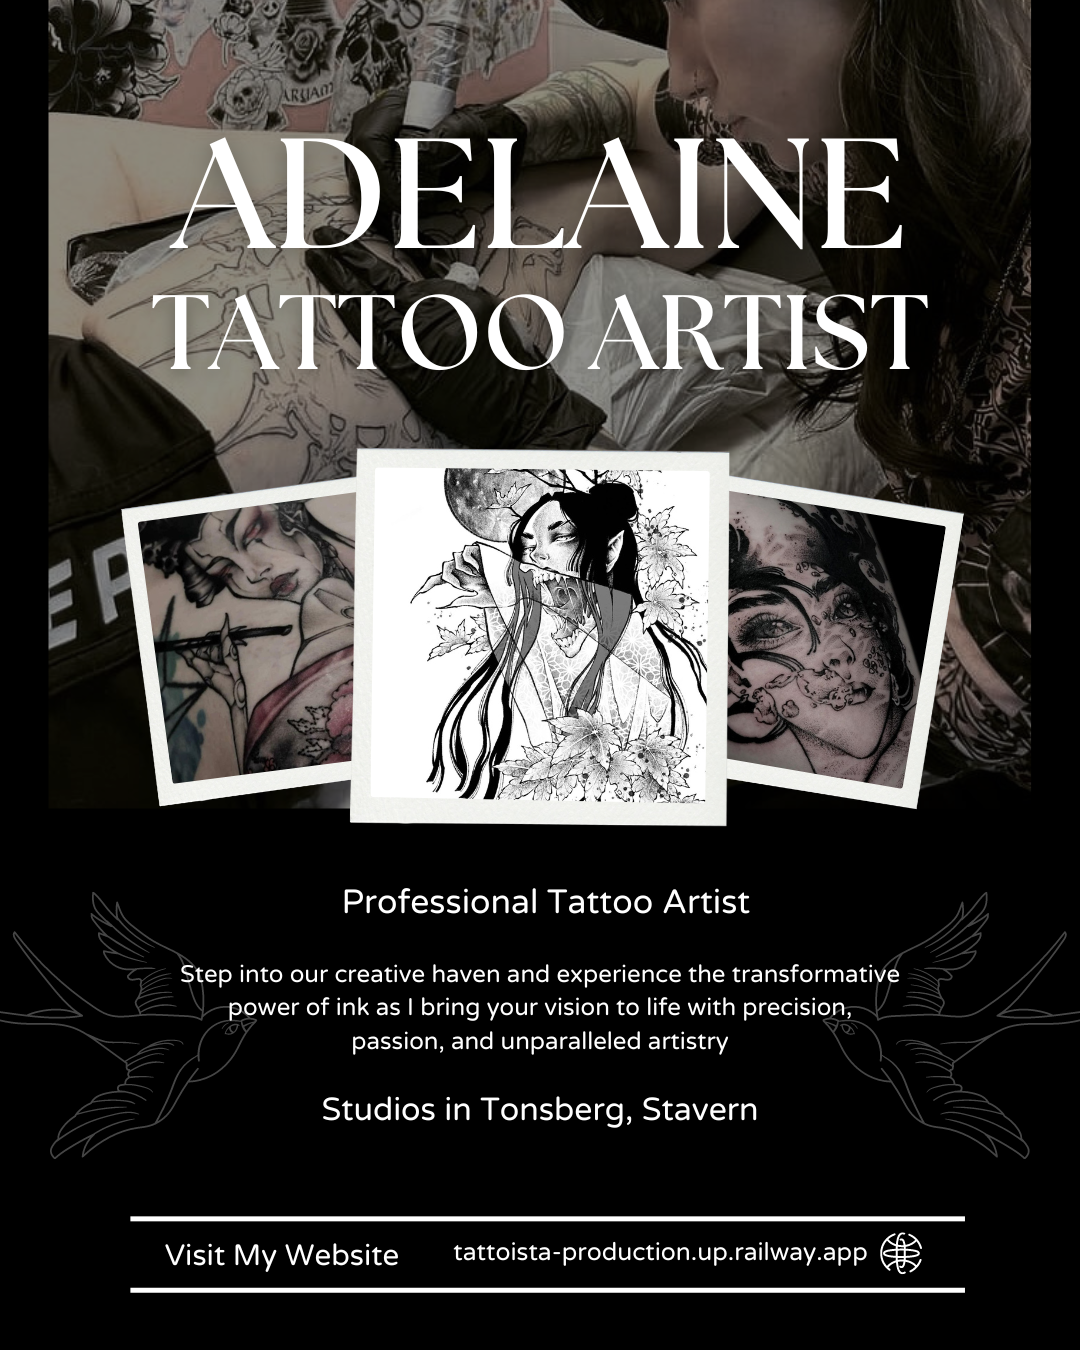 ADELAINE
TATTOO ARTIST
Professional Tattoo Artist
Step into our creative haven and experience the transformative
power of ink as I bring your vision to life with precision,
passion, and unparalleled artistry
Studios in Tonsberg, Stavern
Visit My Website
tattoista-production.up.railway.app